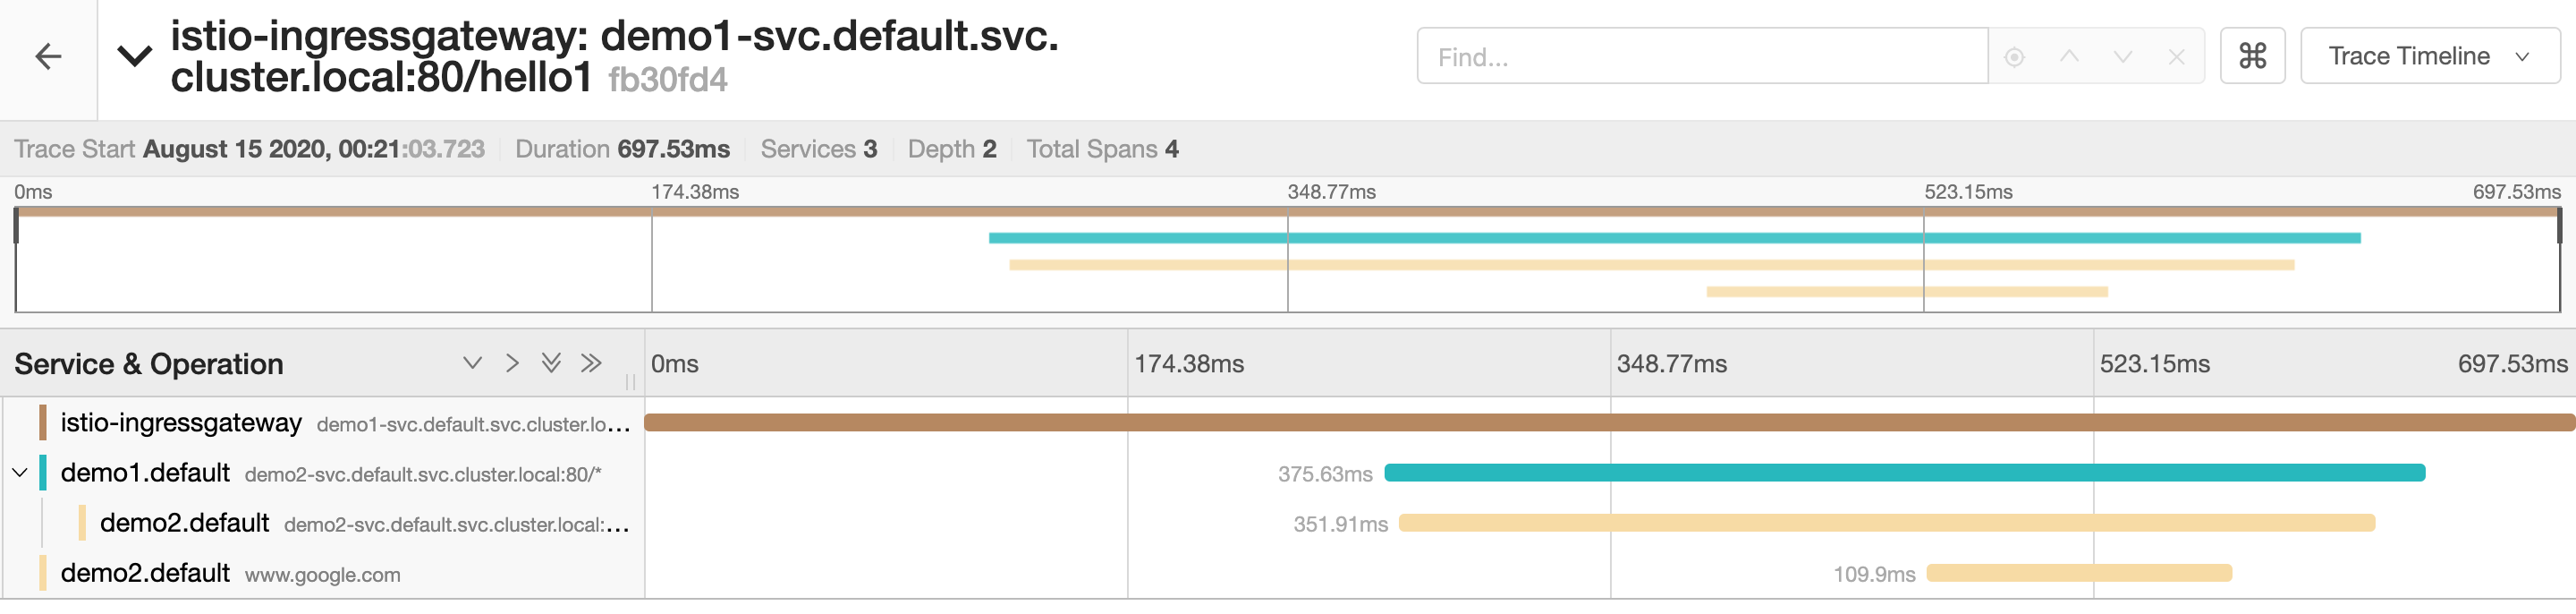 istio-ingressgateway: demo1-svc.default.svc.
cluster.local:80/hello1 fb30fd4
Find...
⌘
Trace Timeline
Trace Start August 15 2020, 00:21:03.723 Duration 697.53ms Services 3 Depth 2 Total Spans 4
0ms 174.38ms 348.77ms 523.15ms 697.53ms
Service & Operation 0ms 174.38ms 348.77ms 523.15ms 697.53ms
istio-ingressgateway demo1-svc.default.svc.cluster.lo...
demo1.default demo2-svc.default.svc.cluster.local:80/* 375.63ms
demo2.default demo2-svc.default.svc.cluster.local:... 351.91ms
demo2.default www.google.com 109.9ms